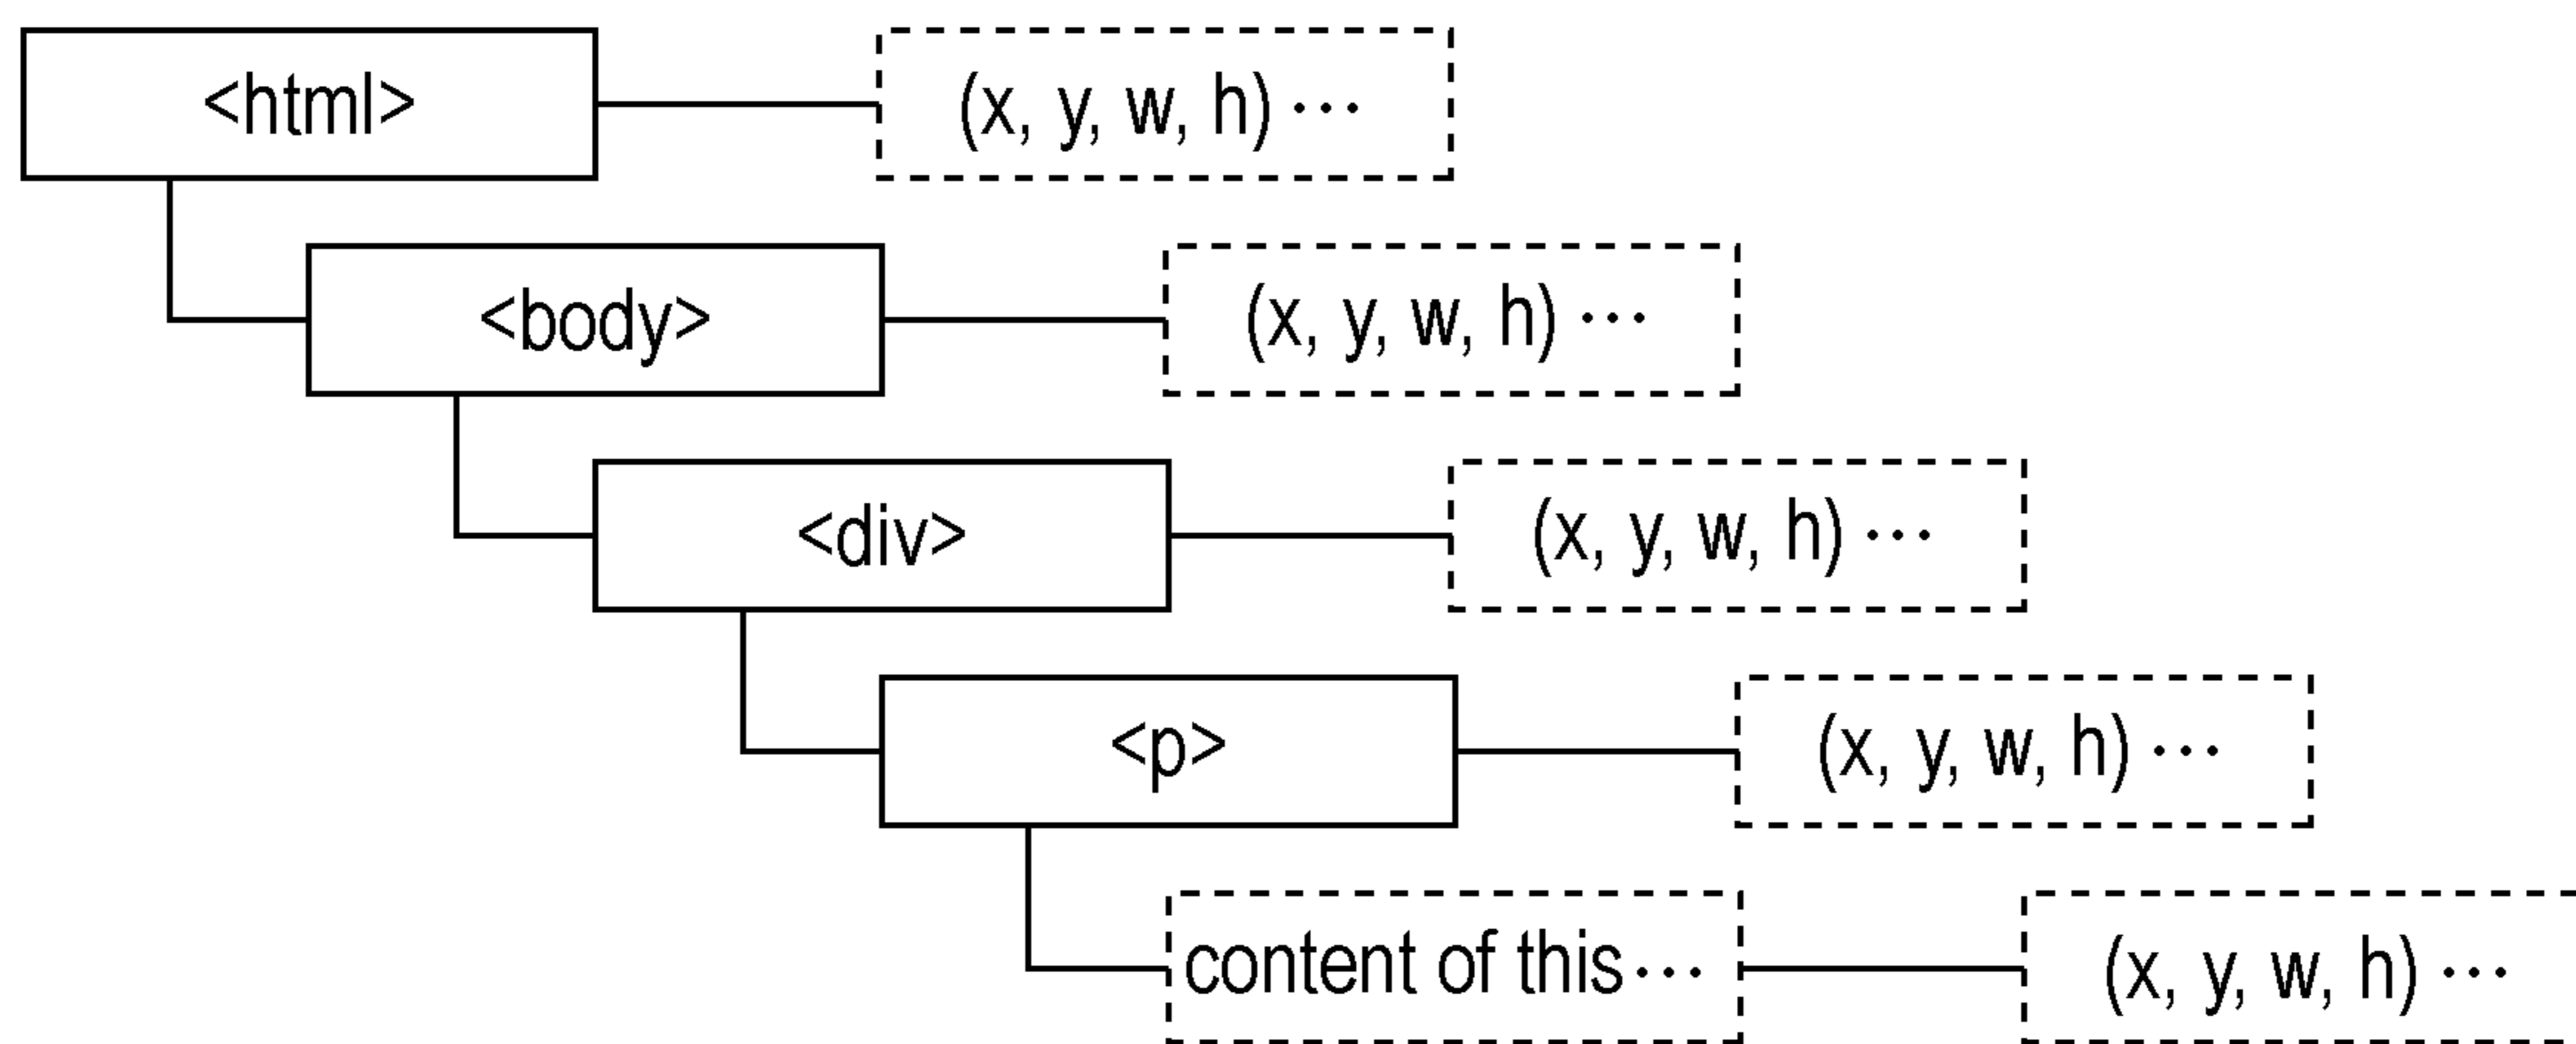 <html> (x, y, w, h) ···
<body> (x, y, w, h) ···
<div> (x, y, w, h) ···
<p> (x, y, w, h) ···
content of this ··· (x, y, w, h) ···